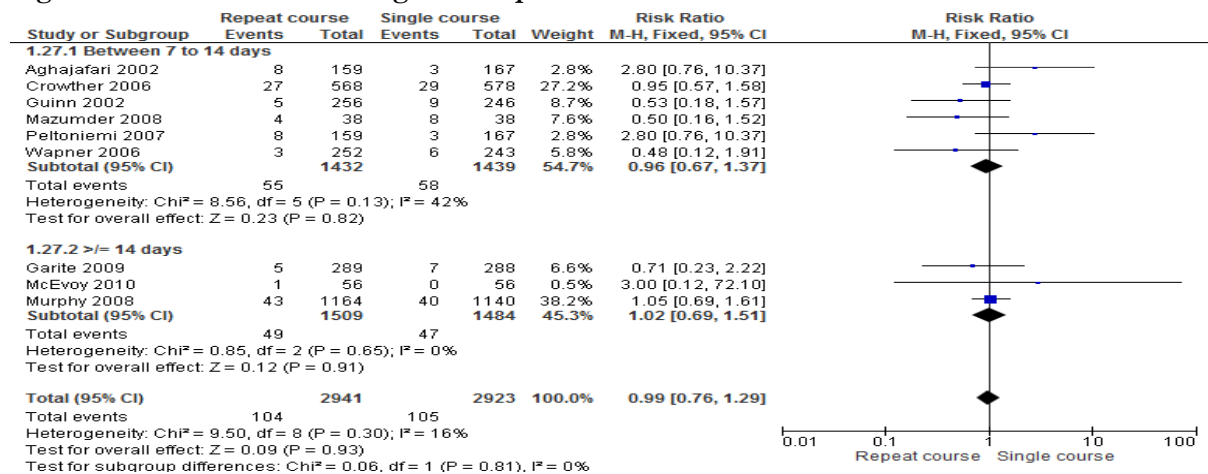 Repeat course Single course Risk Ratio Risk Ratio
Study or Subgroup Events Total Events Total Weight M-H, Fixed, 95% CI M-H, Fixed, 95% CI
1.27.1 Between 7 to 14 days
Aghajafari 2002 8 159 3 167 2.8% 2.80 [0.76, 10.37]
Crowther 2006 27 568 29 578 27.2% 0.95 [0.57, 1.58]
Guinn 2002 5 256 9 246 8.7% 0.53 [0.18, 1.57]
Mazumder 2008 4 38 8 38 7.6% 0.50 [0.16, 1.52]
Peltoniemi 2007 8 159 3 167 2.8% 2.80 [0.76, 10.37]
Wapner 2006 3 252 6 243 5.8% 0.48 [0.12, 1.91]
Subtotal (95% CI) 1432 1439 54.7% 0.96 [0.67, 1.37]
Total events 55 58
Heterogeneity: Chi² = 8.56, df = 5 (P = 0.13); I² = 42%
Test for overall effect: Z = 0.23 (P = 0.82)
1.27.2 >/= 14 days
Garite 2009 5 289 7 288 6.6% 0.71 [0.23, 2.22]
McEvoy 2010 1 56 0 56 0.5% 3.00 [0.12, 72.10]
Murphy 2008 43 1164 40 1140 38.2% 1.05 [0.69, 1.61]
Subtotal (95% CI) 1509 1484 45.3% 1.02 [0.69, 1.51]
Total events 49 47
Heterogeneity: Chi² = 0.85, df = 2 (P = 0.65); I² = 0%
Test for overall effect: Z = 0.12 (P = 0.91)
Total (95% CI) 2941 2923 100.0% 0.99 [0.76, 1.29]
Total events 104 105
Heterogeneity: Chi² = 9.50, df = 8 (P = 0.30); I² = 16%
Test for overall effect: Z = 0.09 (P = 0.93)
Test for subgroup differences: Chi² = 0.06, df = 1 (P = 0.81), I² = 0%
0.01 0.1 1 10 100
Repeat course Single course